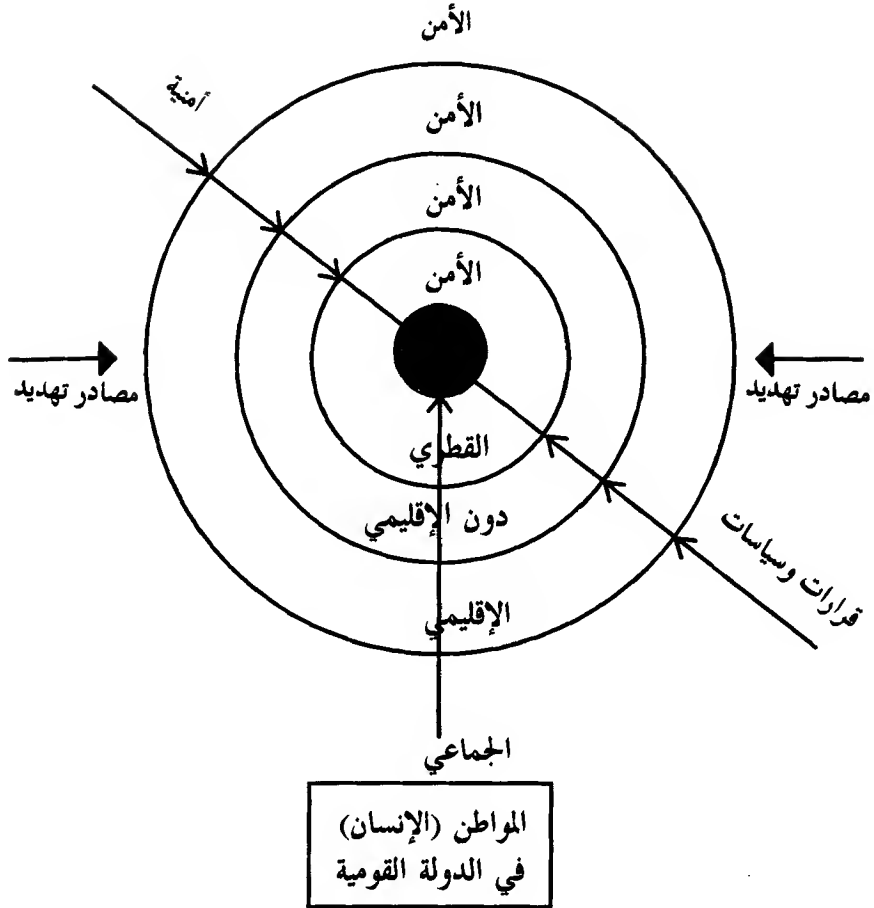 الأمن
أمنية
الأمن
الأمن
الأمن
مصادر تهديد
مصادر تهديد
القطري
دون الإقليمي
قرارات وسياسات
الإقليمي
الجماعي
المواطن (الإنسان)
في الدولة القومية